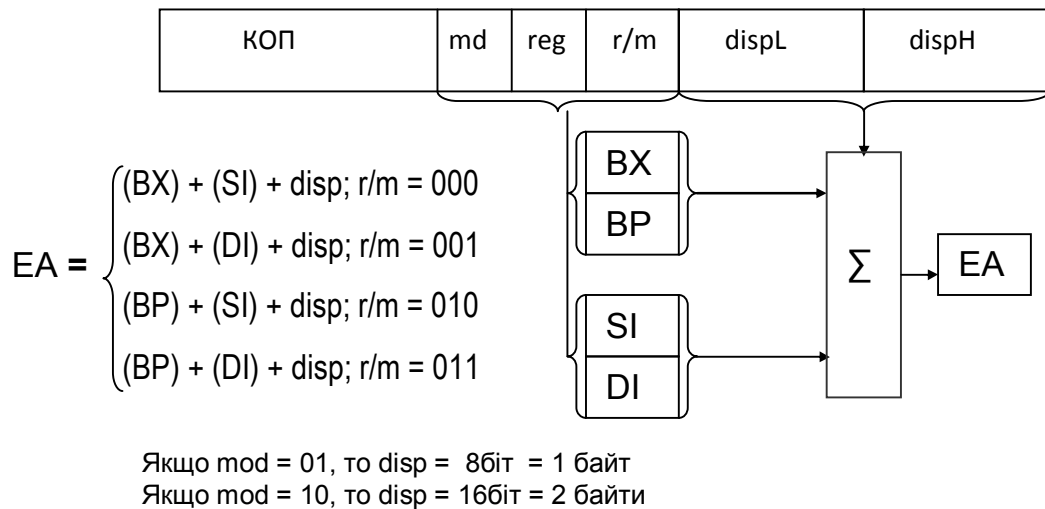 КОП md reg r/m dispL dispH
BX
BP
(BX) + (SI) + disp; r/m = 000
(BX) + (DI) + disp; r/m = 001
EA =
(BP) + (SI) + disp; r/m = 010
(BP) + (DI) + disp; r/m = 011
SI
DI
∑
EA
Якщо mod = 01, то disp = 8біт = 1 байт
Якщо mod = 10, то disp = 16біт = 2 байти